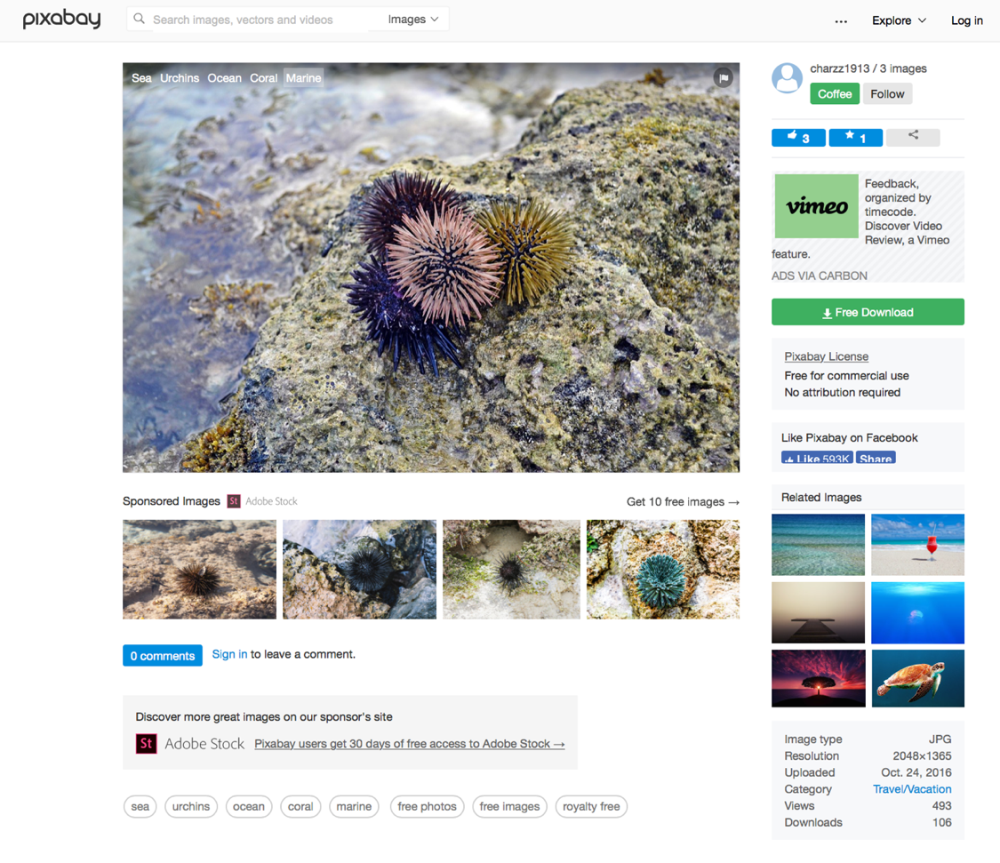 pixabay
Search images, vectors and videos
Images
...
Explore
Log in
Sea Urchins Ocean Coral Marine
charzz1913 / 3 images
Coffee
Follow
3
1
vimeo
Feedback,
organized by
timecode.
Discover Video
Review, a Vimeo
feature.
ADS VIA CARBON
Free Download
Pixabay License
Free for commercial use
No attribution required
Like Pixabay on Facebook
Like 593K
Share
Sponsored Images
St
Adobe Stock
Get 10 free images →
Related Images
0 comments
Sign in to leave a comment.
Discover more great images on our sponsor's site
St Adobe Stock Pixabay users get 30 days of free access to Adobe Stock →
Image type JPG
Resolution 2048×1365
Uploaded Oct. 24, 2016
Category Travel/Vacation
Views 493
Downloads 106
sea
urchins
ocean
coral
marine
free photos
free images
royalty free